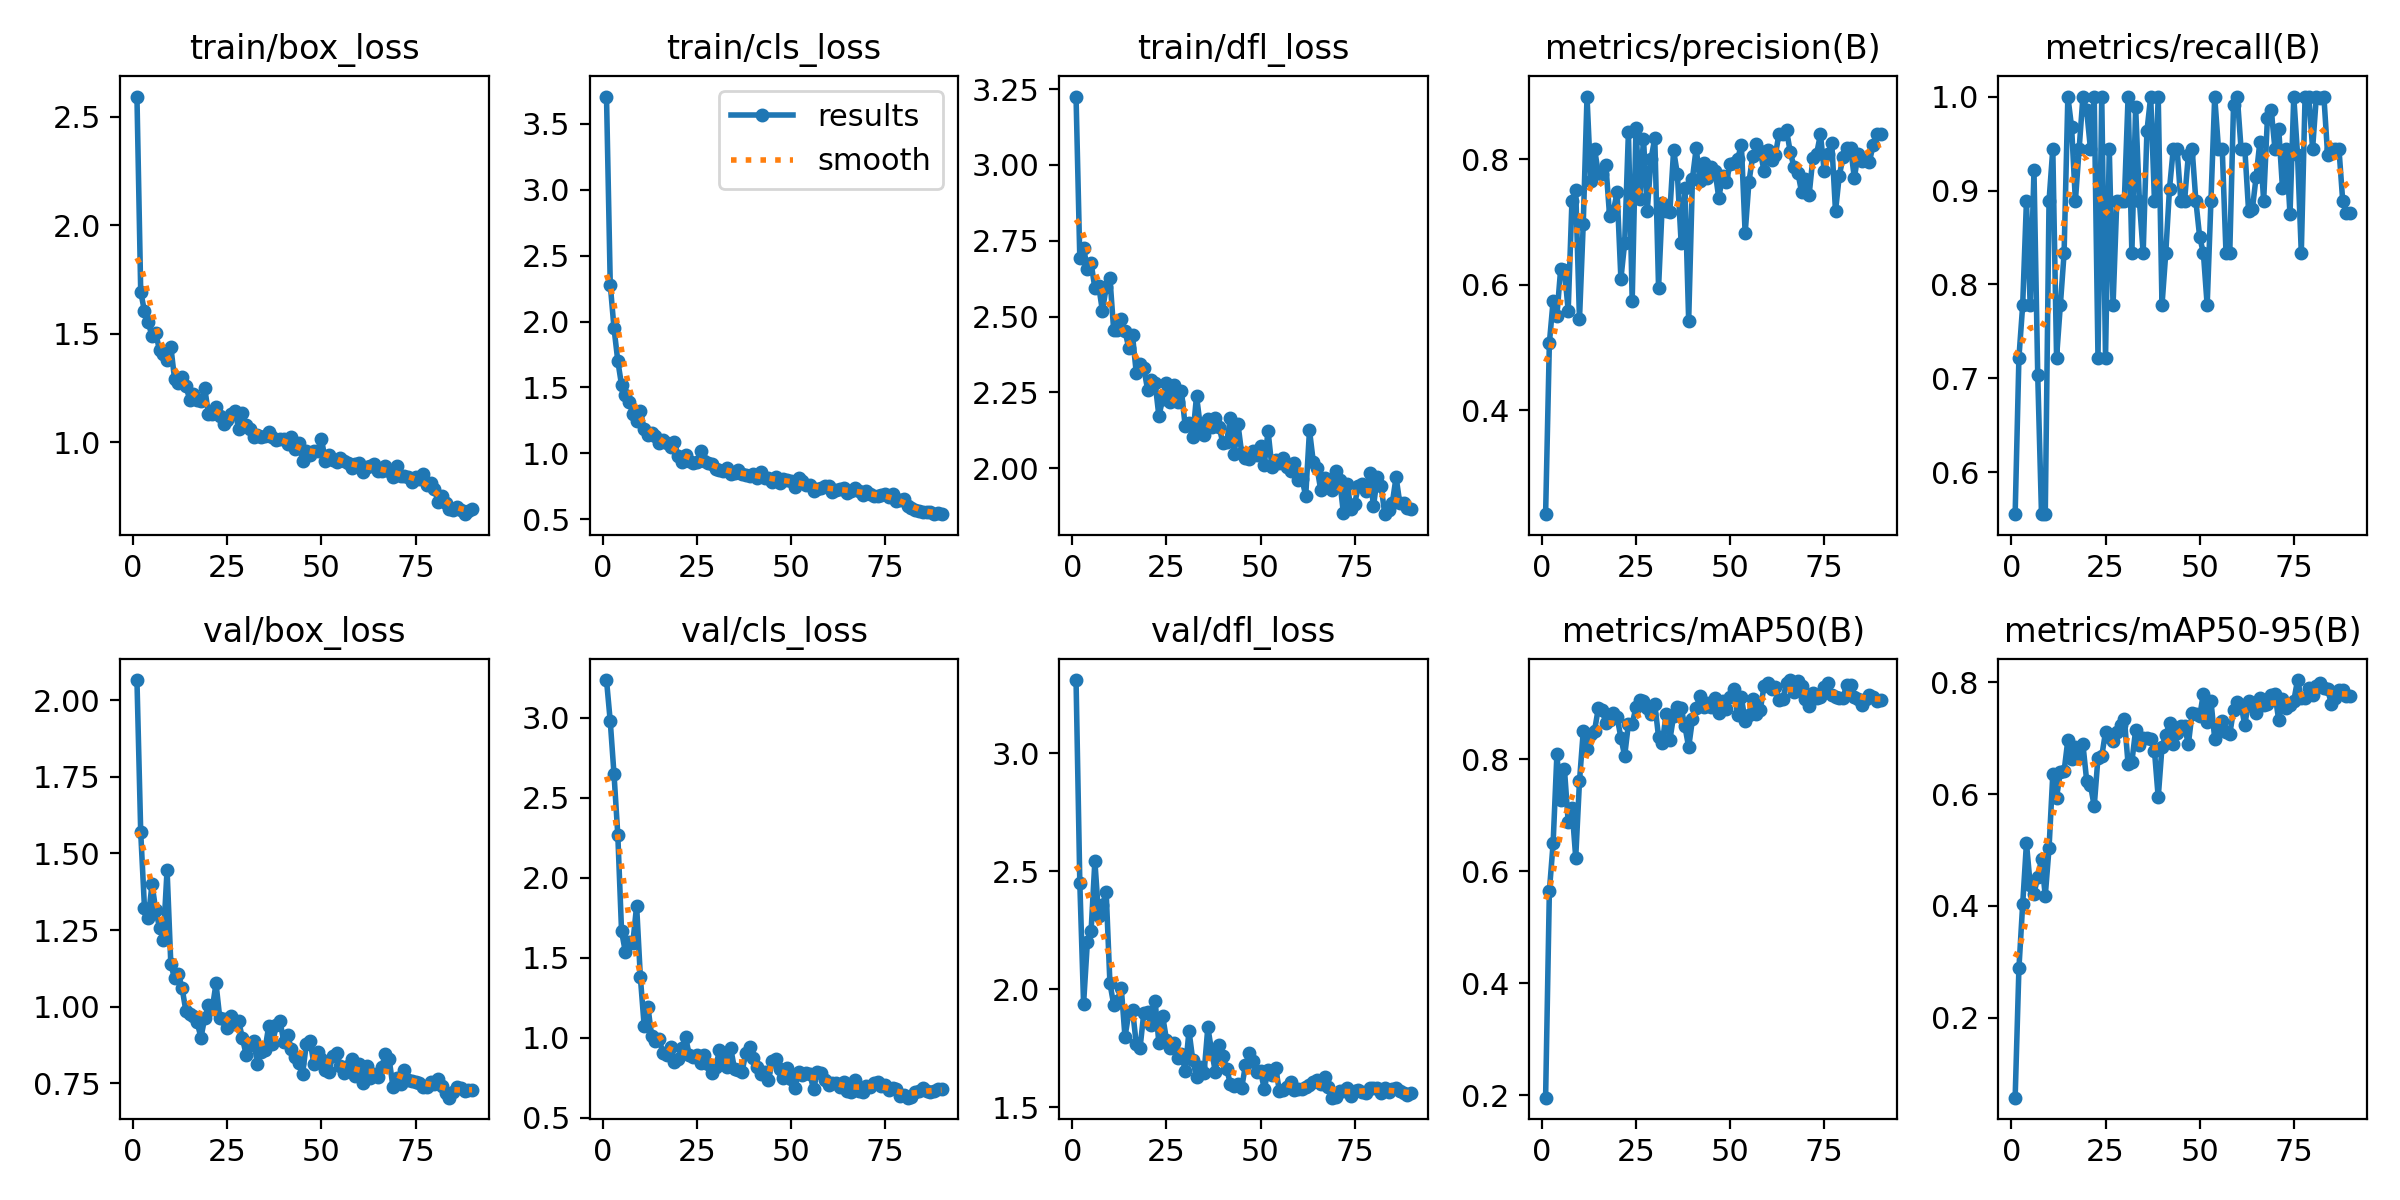 train/box_loss
2.5
2.0
1.5
1.0
0 25 50 75
train/cls_loss
results
smooth
3.5
3.0
2.5
2.0
1.5
1.0
0.5
0 25 50 75
train/dfl_loss
3.25
3.00
2.75
2.50
2.25
2.00
0 25 50 75
metrics/precision(B)
0.8
0.6
0.4
0 25 50 75
metrics/recall(B)
1.0
0.9
0.8
0.7
0.6
0 25 50 75
val/box_loss
2.00
1.75
1.50
1.25
1.00
0.75
0 25 50 75
val/cls_loss
3.0
2.5
2.0
1.5
1.0
0.5
0 25 50 75
val/dfl_loss
3.0
2.5
2.0
1.5
0 25 50 75
metrics/mAP50(B)
0.8
0.6
0.4
0.2
0 25 50 75
metrics/mAP50-95(B)
0.8
0.6
0.4
0.2
0 25 50 75